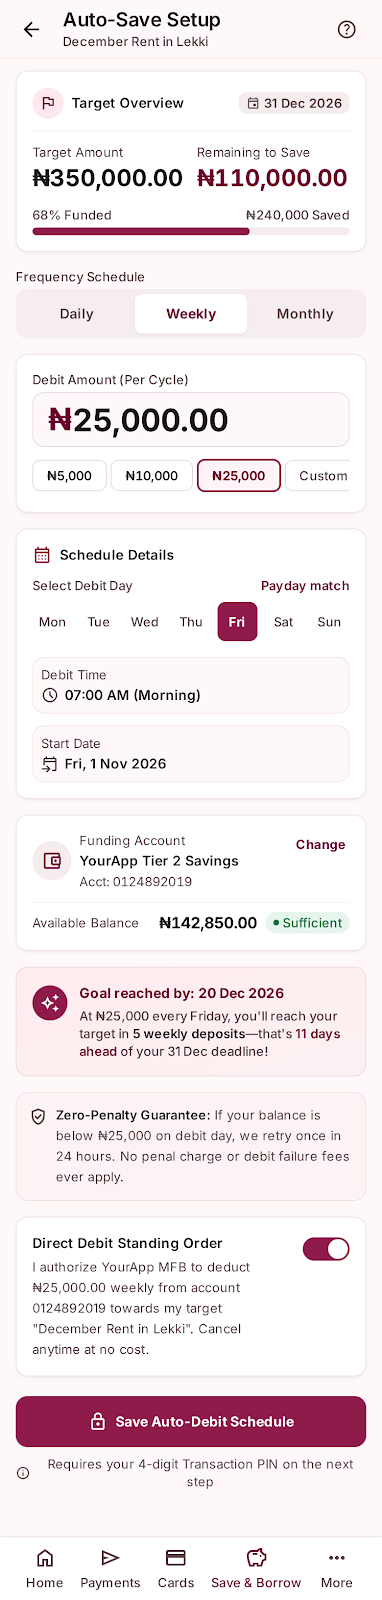 Auto-Save Setup
December Rent in Lekki
Target Overview
31 Dec 2026
Target Amount
Remaining to Save
₦350,000.00
₦110,000.00
68% Funded
₦240,000 Saved
Frequency Schedule
Daily
Weekly
Monthly
Debit Amount (Per Cycle)
₦25,000.00
₦5,000
₦10,000
₦25,000
Custom
Schedule Details
Select Debit Day
Payday match
Mon
Tue
Wed
Thu
Fri
Sat
Sun
Debit Time
07:00 AM (Morning)
Start Date
Fri, 1 Nov 2026
Funding Account
YourApp Tier 2 Savings
Acct: 0124892019
Change
Available Balance
₦142,850.00
Sufficient
Goal reached by: 20 Dec 2026
At ₦25,000 every Friday, you'll reach your
target in 5 weekly deposits—that's 11 days
ahead of your 31 Dec deadline!
Zero-Penalty Guarantee: If your balance is
below ₦25,000 on debit day, we retry once in
24 hours. No penal charge or debit failure fees
ever apply.
Direct Debit Standing Order
I authorize YourApp MFB to deduct
₦25,000.00 weekly from account
0124892019 towards my target
"December Rent in Lekki". Cancel
anytime at no cost.
Save Auto-Debit Schedule
Requires your 4-digit Transaction PIN on the next
step
Home
Payments
Cards
Save & Borrow
More